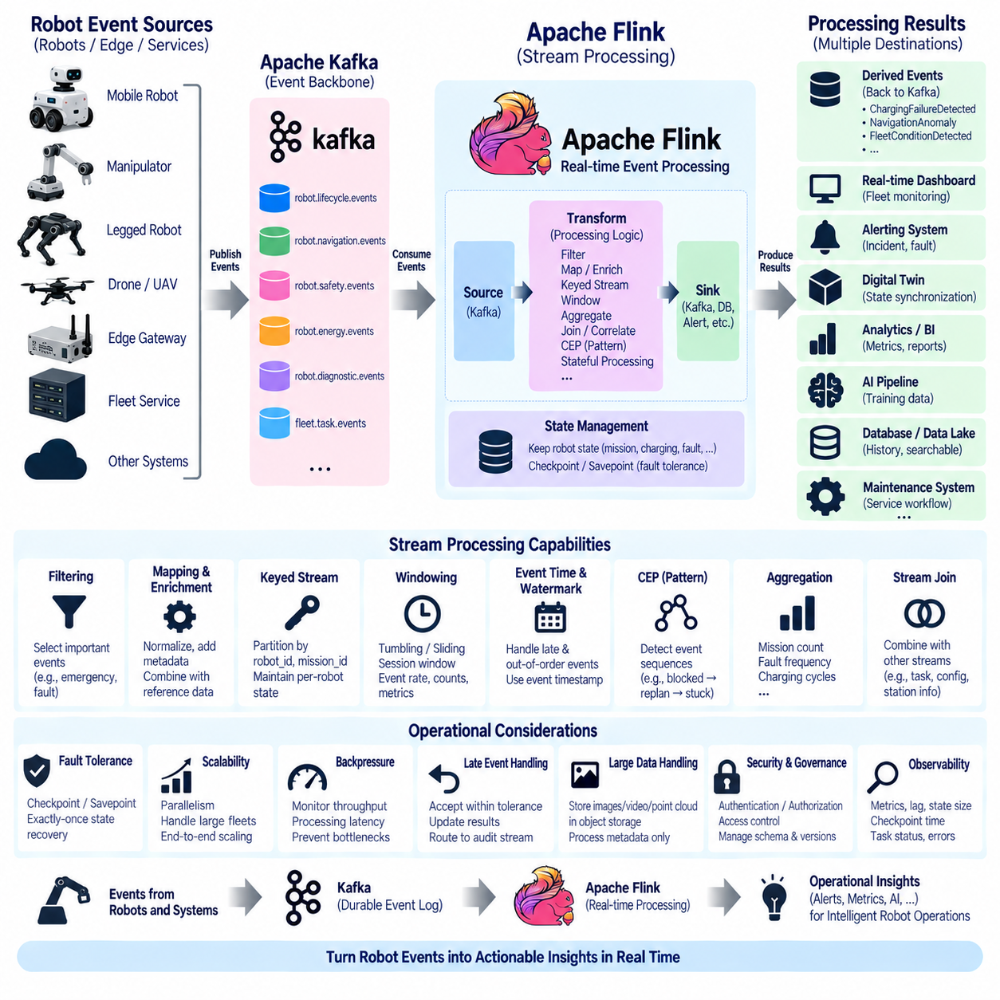 Robot Event Sources
(Robots / Edge / Services)
Mobile Robot
Manipulator
Legged Robot
Drone / UAV
Edge Gateway
Fleet Service
Other Systems
Publish
Events
Apache Kafka
(Event Backbone)
kafka
robot.lifecycle.events
robot.navigation.events
robot.safety.events
robot.energy.events
robot.diagnostic.events
fleet.task.events
...
Consume
Events
Apache Flink
(Stream Processing)
Apache Flink
Real-time Event Processing
Source
(Kafka)
Transform
(Processing Logic)
Filter
Map / Enrich
Keyed Stream
Window
Aggregate
Join / Correlate
CEP (Pattern)
Stateful Processing
...
Sink
(Kafka, DB,
Alert, etc.)
State Management
Keep robot state (mission, charging, fault, ...)
Checkpoint / Savepoint (fault tolerance)
Produce
Results
Processing Results
(Multiple Destinations)
Derived Events
(Back to Kafka)
• ChargingFailureDetected
• NavigationAnomaly
• FleetConditionDetected
• ...
Real-time Dashboard
(Fleet monitoring)
Alerting System
(Incident, fault)
Digital Twin
(State synchronization)
Analytics / BI
(Metrics, reports)
AI Pipeline
(Training data)
Database / Data Lake
(History, searchable)
Maintenance System
(Service workflow)
...
Stream Processing Capabilities
Filtering
Select important
events
(e.g., emergency,
fault)
Mapping &
Enrichment
Normalize, add
metadata
Combine with
reference data
Keyed Stream
Partition by
robot_id, mission_id
Maintain per-robot
state
Windowing
Tumbling / Sliding
Session window
Event rate, counts,
metrics
Event Time &
Watermark
Handle late &
out-of-order events
Use event timestamp
CEP (Pattern)
Detect event
sequences
(e.g., blocked →
replan → stuck)
Aggregation
Mission count
Fault frequency
Charging cycles
...
Stream Join
Combine with
other streams
(e.g., task, config,
station info)
Operational Considerations
Fault Tolerance
Checkpoint / Savepoint
Exactly-once state
recovery
Scalability
Parallelism
Handle large fleets
End-to-end scaling
Backpressure
Monitor throughput
Processing latency
Prevent bottlenecks
Late Event Handling
Accept within tolerance
Update results
Route to audit stream
Large Data Handling
Store images/video/point cloud
in object storage
Process metadata only
Security & Governance
Authentication / Authorization
Access control
Manage schema & versions
Observability
Metrics, lag, state size
Checkpoint time
Task status, errors
Events from
Robots and Systems
Kafka
(Durable Event Log)
Apache Flink
(Real-time Processing)
Operational Insights
(Alerts, Metrics, AI, ...)
for Intelligent Robot Operations
Turn Robot Events into Actionable Insights in Real Time